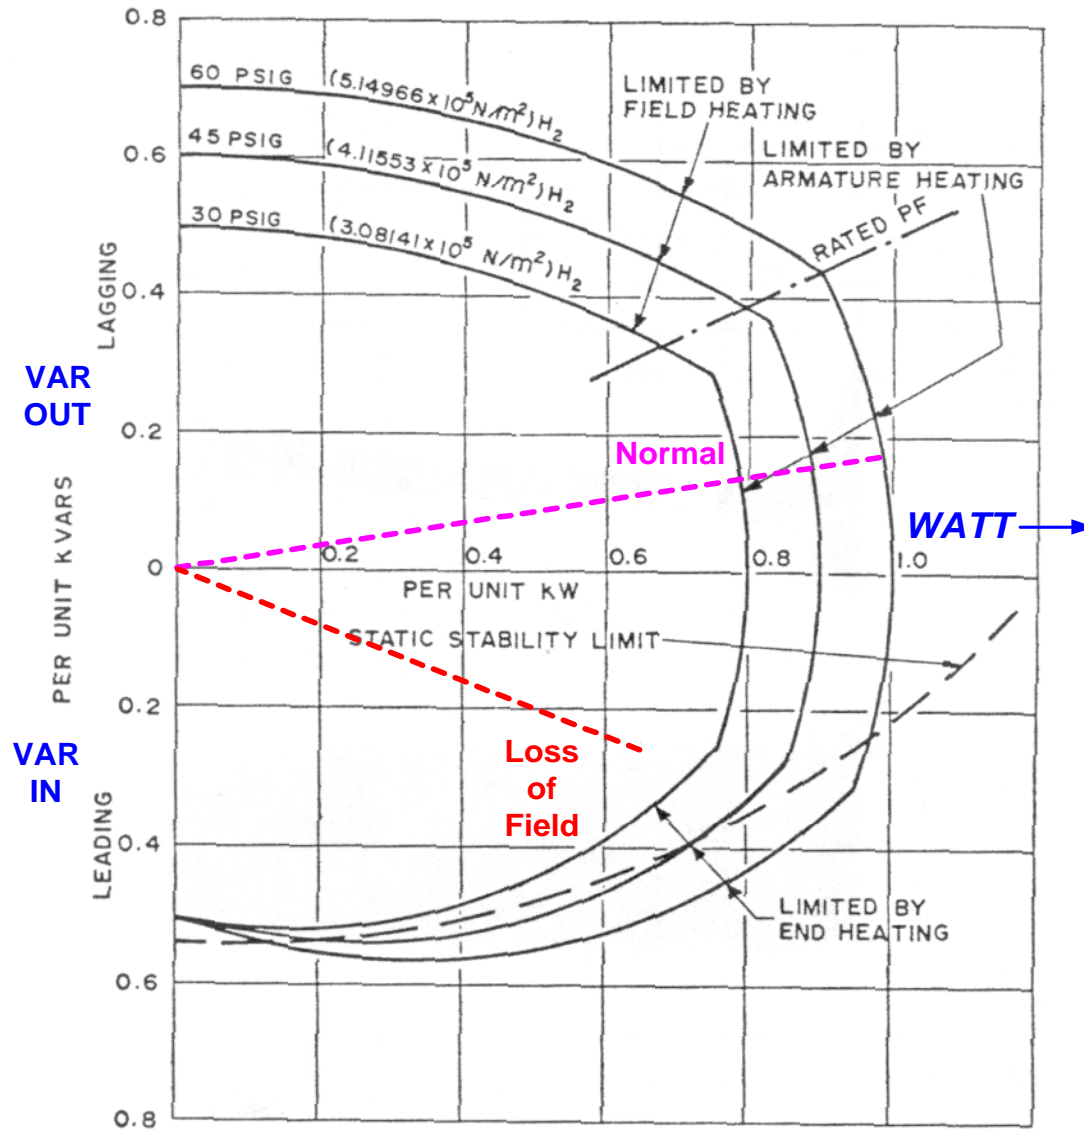 0.8
60 PSIG (5.14966 x 10⁵ N/m²) H₂
LIMITED BY
FIELD HEATING
0.6
45 PSIG (4.11553 x 10⁵ N/m²) H₂
LIMITED BY
ARMATURE HEATING
30 PSIG (3.08141 x 10⁵ N/m²) H₂
RATED PF
LAGGING
0.4
VAR
OUT
0.2
Normal
PER UNIT KVARS
WATT
0
0.2
0.4
0.6
0.8
1.0
PER UNIT KW
STATIC STABILITY LIMIT
0.2
VAR
IN
Loss
of
Field
LEADING
0.4
LIMITED BY
END HEATING
0.6
0.8